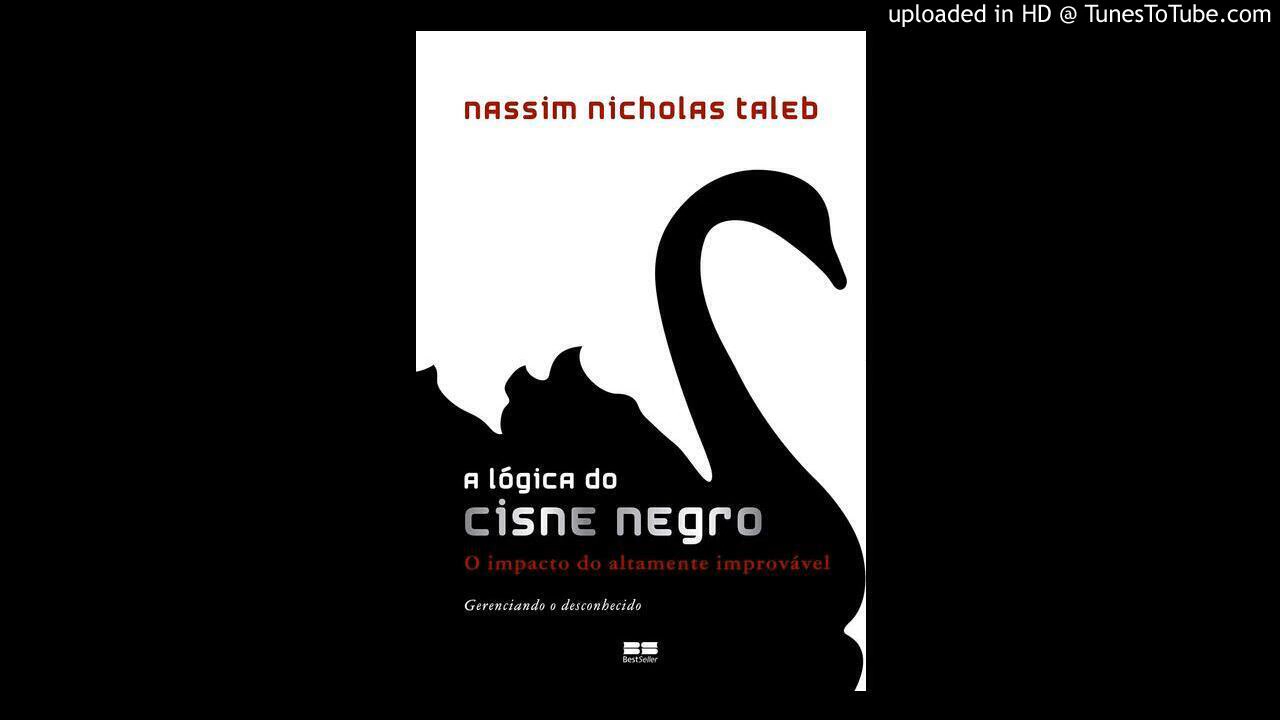 uploaded in HD @ TunesToTube.com
nassim nicholas taleb
a lógica do
cisne negro
O impacto do altamente improvável
Gerenciando o desconhecido
BS
BestSeller